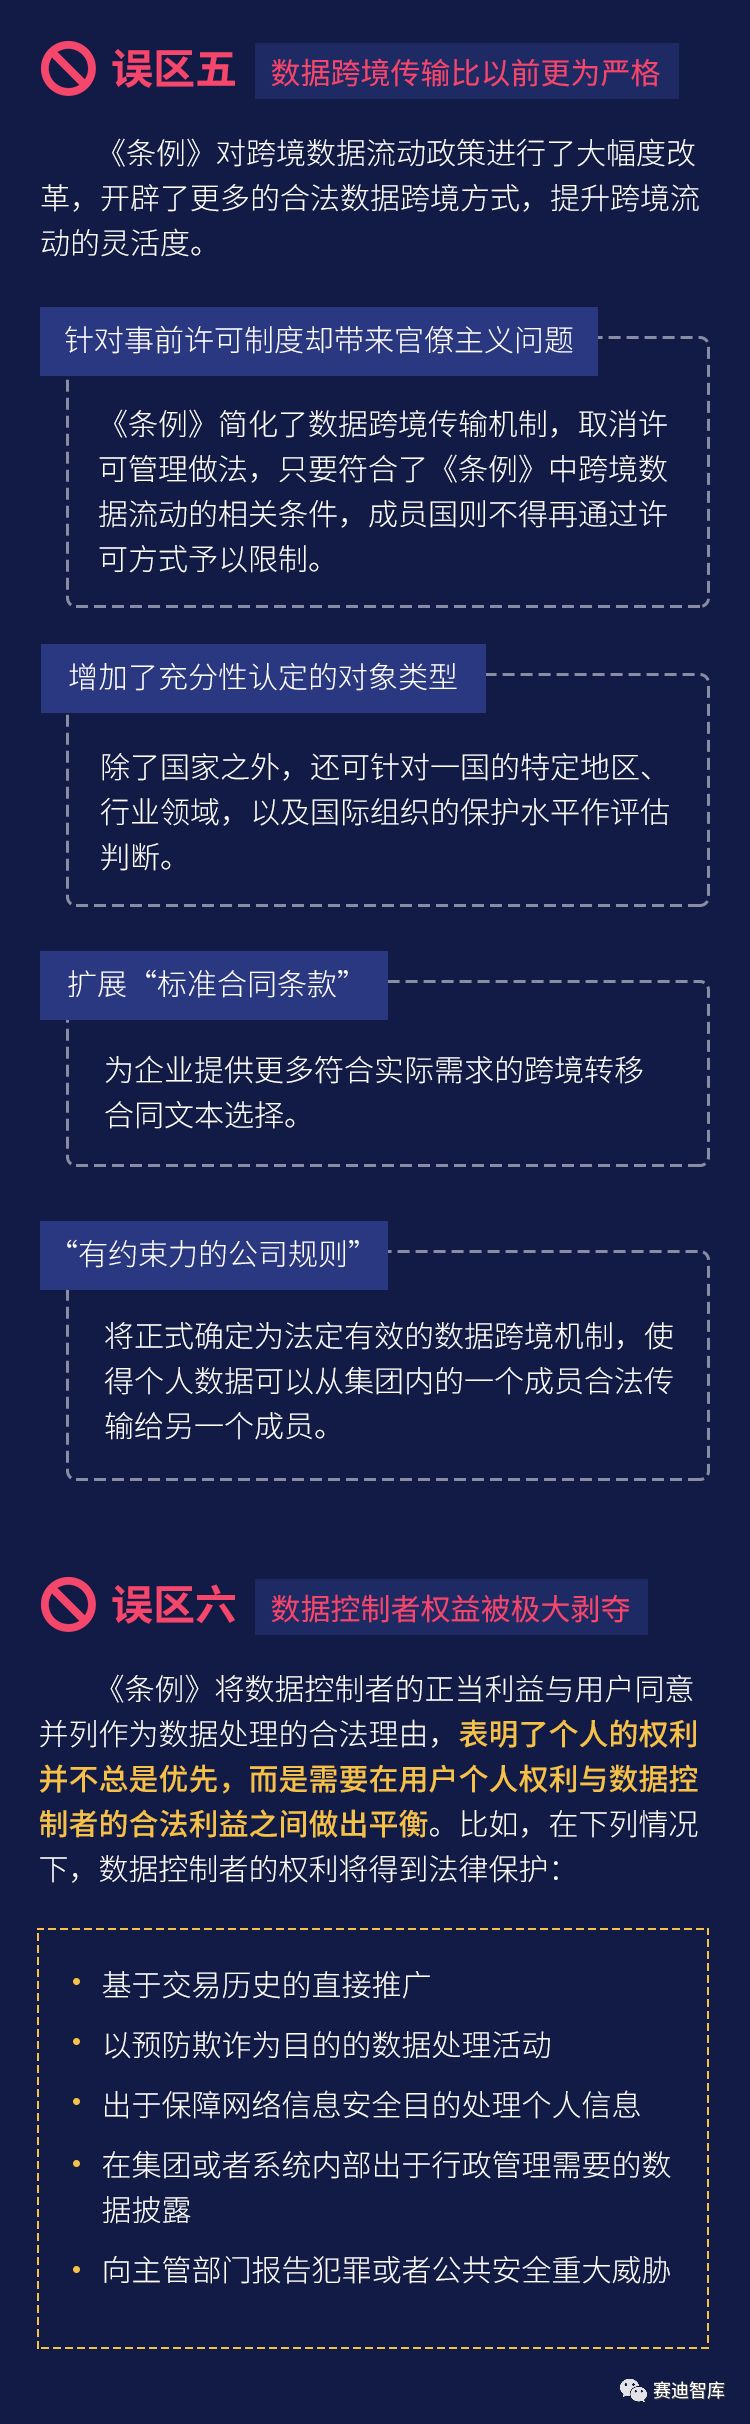 误区五 数据跨境传输比以前更为严格
《条例》对跨境数据流动政策进行了大幅度改
革，开辟了更多的合法数据跨境方式，提升跨境流
动的灵活度。
针对事前许可制度却带来官僚主义问题
《条例》简化了数据跨境传输机制，取消许
可管理做法，只要符合了《条例》中跨境数
据流动的相关条件，成员国则不得再通过许
可方式予以限制。
增加了充分性认定的对象类型
除了国家之外，还可针对一国的特定地区、
行业领域，以及国际组织的保护水平作评估
判断。
扩展“标准合同条款”
为企业提供更多符合实际需求的跨境转移
合同文本选择。
“有约束力的公司规则”
将正式确定为法定有效的数据跨境机制，使
得个人数据可以从集团内的一个成员合法传
输给另一个成员。
误区六 数据控制者权益被极大剥夺
《条例》将数据控制者的正当利益与用户同意
并列作为数据处理的合法理由，表明了个人的权利
并不总是优先，而是需要在用户个人权利与数据控
制者的合法利益之间做出平衡。比如，在下列情况
下，数据控制者的权利将得到法律保护：
• 基于交易历史的直接推广
• 以预防欺诈为目的的数据处理活动
• 出于保障网络信息安全目的处理个人信息
• 在集团或者系统内部出于行政管理需要的数
据披露
• 向主管部门报告犯罪或者公共安全重大威胁
赛迪智库